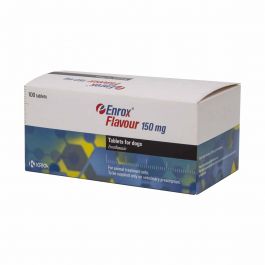 100 tablets
Enrox®
Flavour 150 mg
Tablets for dogs
Enrofloxacin
For animal treatment only.
To be supplied only on veterinary prescription.
KRKA